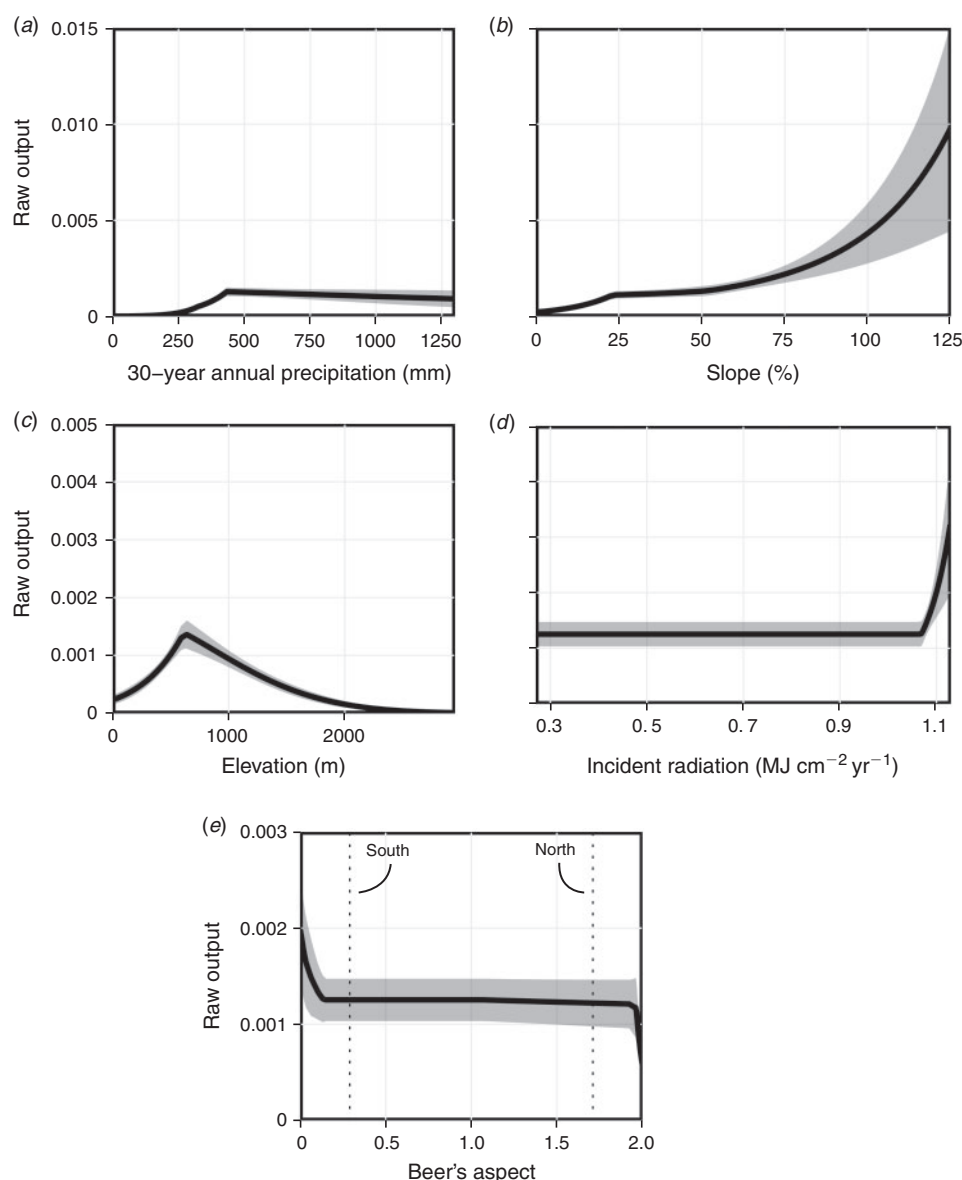 (a)
(b)
0.015
0.010
0.005
0
Raw output
0 250 500 750 1000 1250
30–year annual precipitation (mm)
0 25 50 75 100 125
Slope (%)
(c)
(d)
0.005
0.004
0.003
0.002
0.001
0
Raw output
0 1000 2000
Elevation (m)
0.3 0.5 0.7 0.9 1.1
Incident radiation (MJ cm−2 yr−1)
(e)
0.003
0.002
0.001
0
Raw output
South
North
0 0.5 1.0 1.5 2.0
Beer's aspect